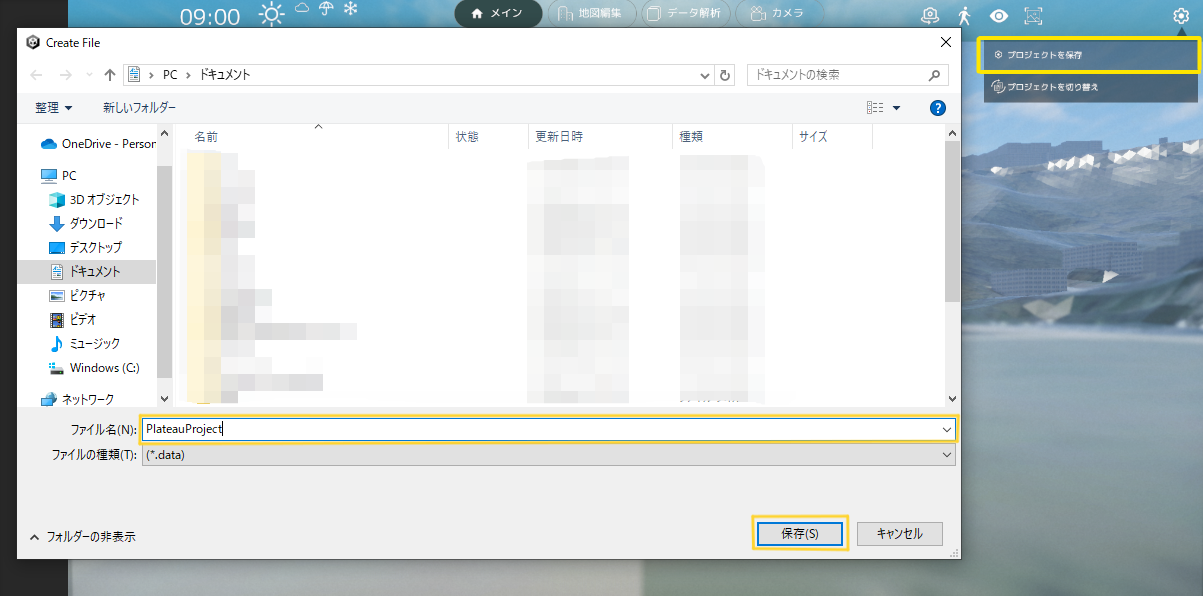 09:00
メイン
地図編集
データ解析
カメラ
プロジェクトを保存
プロジェクトを切り替え
Create File
PC
ドキュメント
ドキュメントの検索
整理
新しいフォルダー
名前
状態
更新日時
種類
サイズ
OneDrive - Person
PC
3D オブジェクト
ダウンロード
デスクトップ
ドキュメント
ピクチャ
ビデオ
ミュージック
Windows (C:)
ネットワーク
ファイル名(N):
PlateauProject
ファイルの種類(T):
(*.data)
フォルダーの非表示
保存(S)
キャンセル